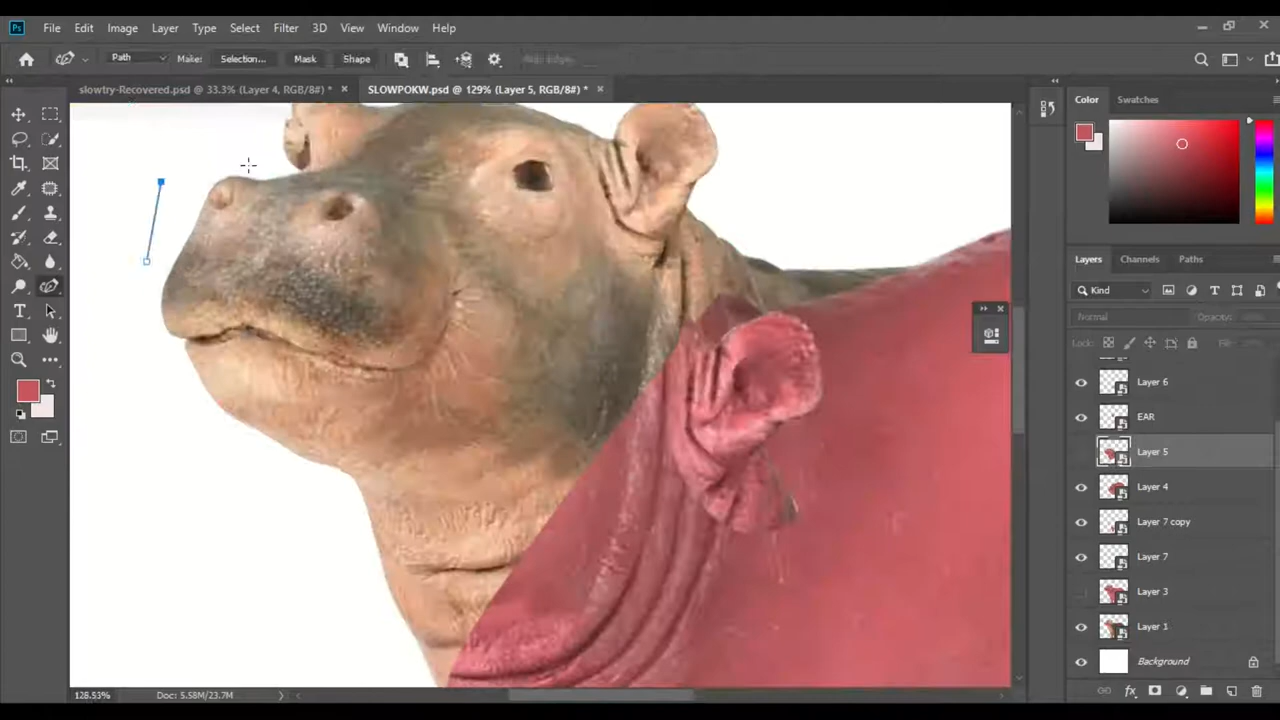 Ps File Edit Image Layer Type Select Filter 3D View Window Help
Path Make: Selection... Mask Shape
slowtry-Recovered.psd @ 33.3% (Layer 4, RGB/8#) * SLOWPOKW.psd @ 129% (Layer 5, RGB/8#) *
Color Swatches
Layers Channels Paths
Kind
Normal Opacity:
Lock:
Layer 6
EAR
Layer 5
Layer 4
Layer 7 copy
Layer 7
Layer 3
Layer 1
Background
128.53% Doc: 5.58M/23.7M